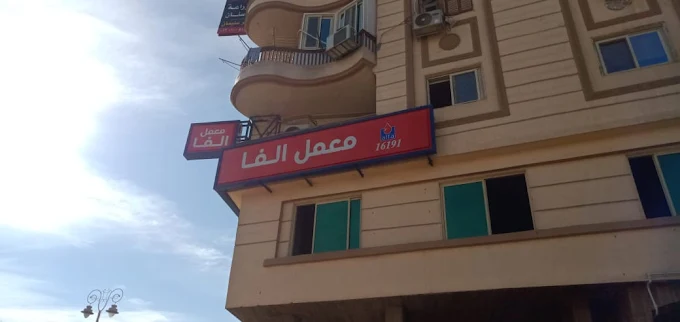 معمل
الفا
معمل الفا
16191